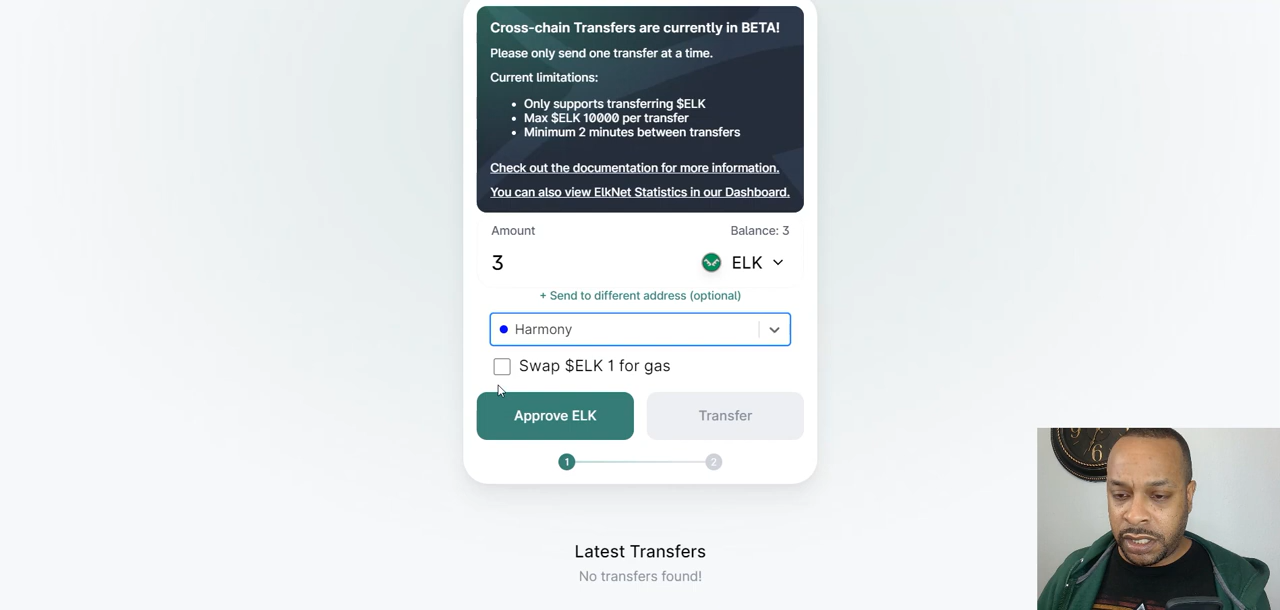 Cross-chain Transfers are currently in BETA!
Please only send one transfer at a time.
Current limitations:
Only supports transferring $ELK
Max $ELK 10000 per transfer
Minimum 2 minutes between transfers
Check out the documentation for more information.
You can also view ElkNet Statistics in our Dashboard.
Amount Balance: 3
3 ELK
+ Send to different address (optional)
Harmony
Swap $ELK 1 for gas
Approve ELK Transfer
1 2
Latest Transfers
No transfers found!
6